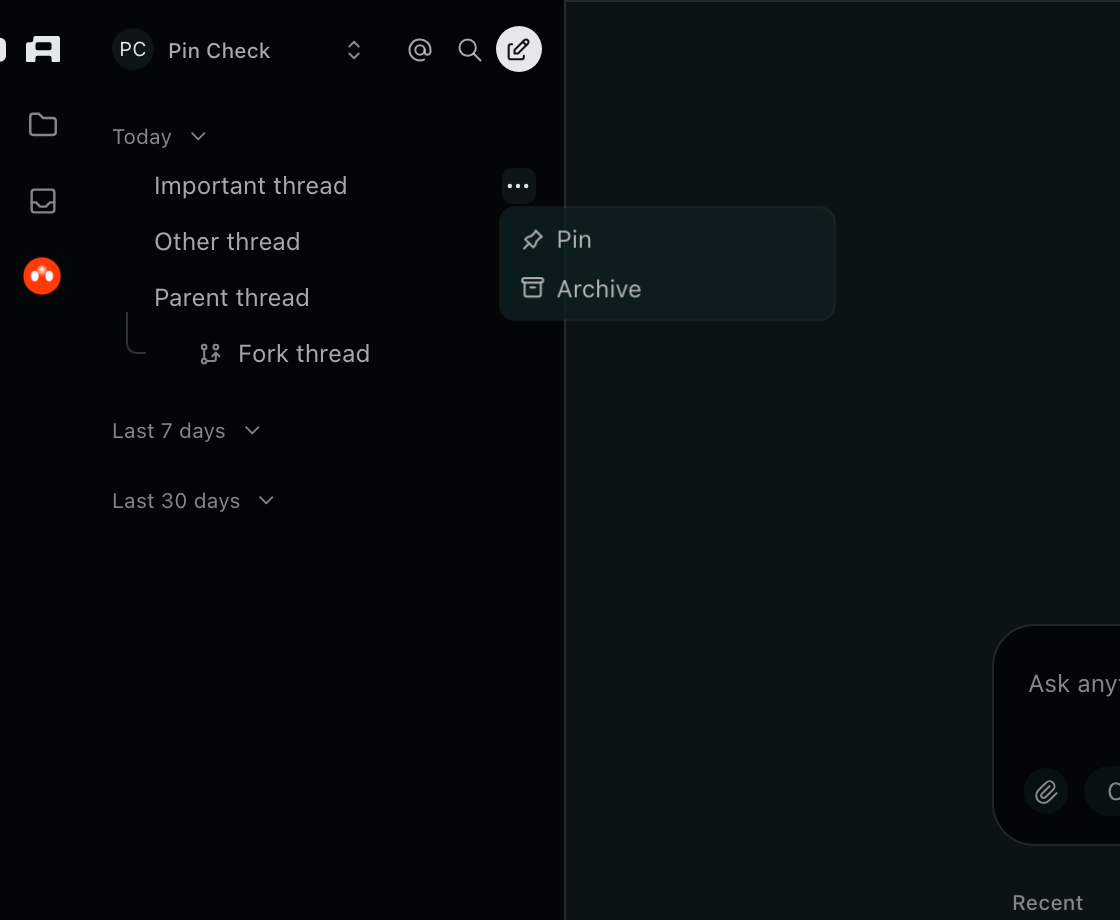 PC Pin Check
Today
Important thread
Other thread
Pin
Parent thread
Archive
Fork thread
Last 7 days
Last 30 days
Ask any
Recent